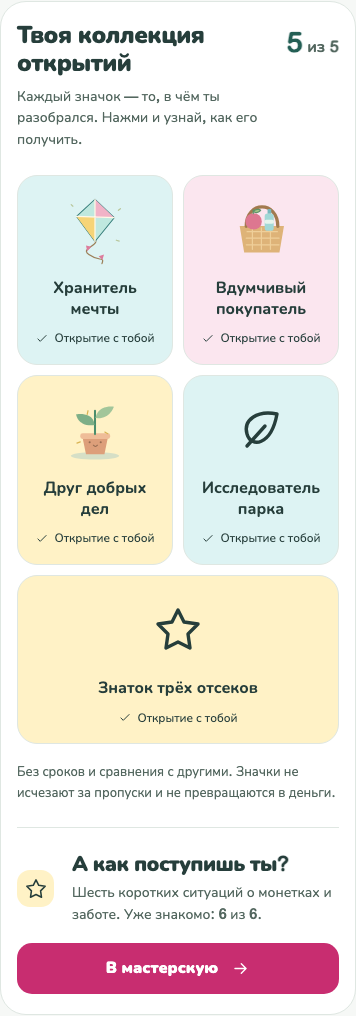 Твоя коллекция
открытий
5 из 5
Каждый значок — то, в чём ты
разобрался. Нажми и узнай, как его
получить.
Хранитель
мечты
Открытие с тобой
Вдумчивый
покупатель
Открытие с тобой
Друг добрых
дел
Открытие с тобой
Исследователь
парка
Открытие с тобой
Знаток трёх отсеков
Открытие с тобой
Без сроков и сравнения с другими. Значки не
исчезают за пропуски и не превращаются в деньги.
А как поступишь ты?
Шесть коротких ситуаций о монетках и
заботе. Уже знакомо: 6 из 6.
В мастерскую →